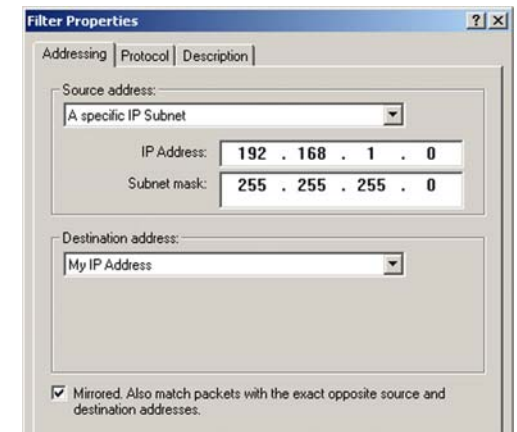 Filter Properties ? x
Addressing Protocol Description
Source address:
A specific IP Subnet
IP Address: 192 . 168 . 1 . 0
Subnet mask: 255 . 255 . 255 . 0
Destination address:
My IP Address
Mirrored. Also match packets with the exact opposite source and
destination addresses.